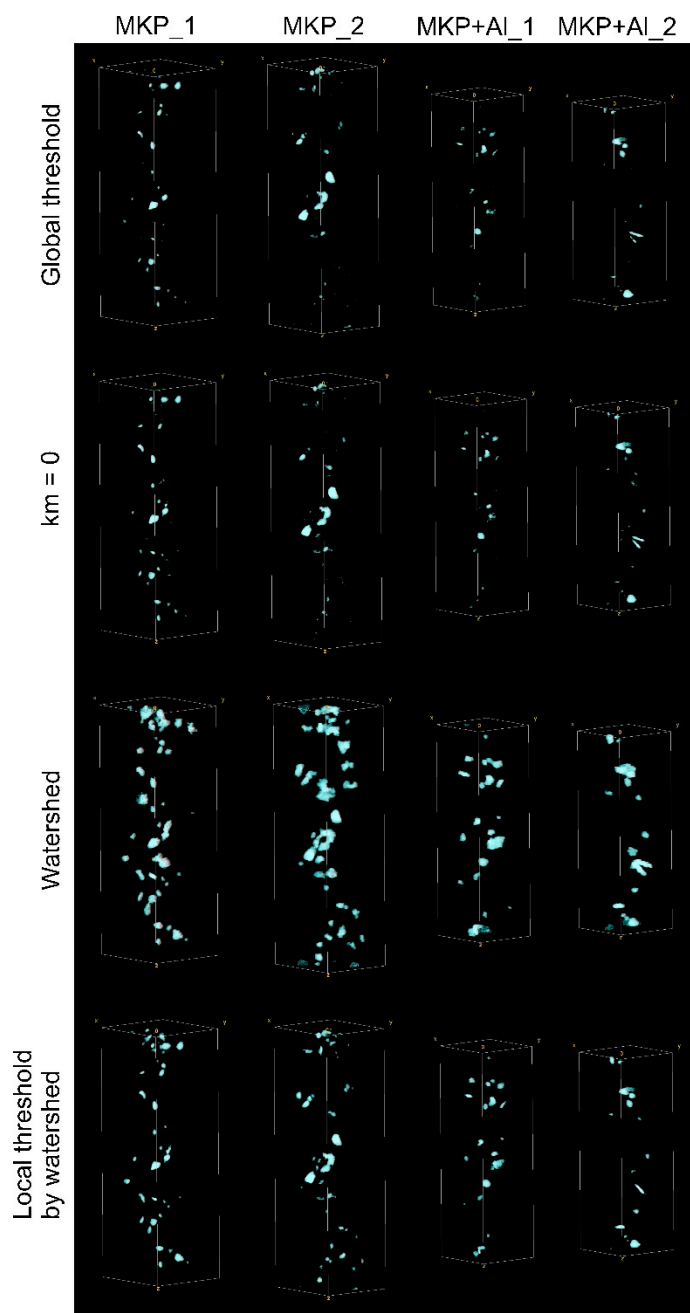 MKP_1 MKP_2 MKP+Al_1 MKP+Al_2
Global threshold
km = 0
Watershed
Local threshold
by watershed